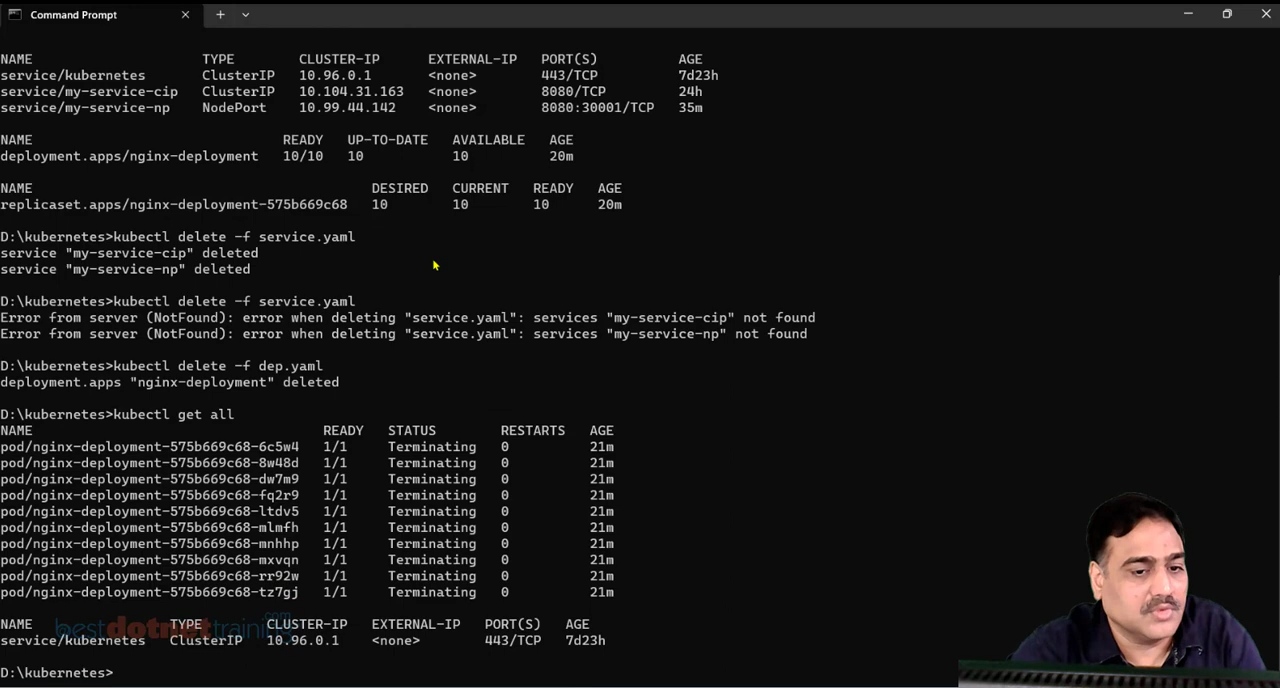 Command Prompt
NAME TYPE CLUSTER-IP EXTERNAL-IP PORT(S) AGE
service/kubernetes ClusterIP 10.96.0.1 <none> 443/TCP 7d23h
service/my-service-cip ClusterIP 10.104.31.163 <none> 8080/TCP 24h
service/my-service-np NodePort 10.99.44.142 <none> 8080:30001/TCP 35m
NAME READY UP-TO-DATE AVAILABLE AGE
deployment.apps/nginx-deployment 10/10 10 10 20m
NAME DESIRED CURRENT READY AGE
replicaset.apps/nginx-deployment-575b669c68 10 10 10 20m
D:\kubernetes>kubectl delete -f service.yaml
service "my-service-cip" deleted
service "my-service-np" deleted
D:\kubernetes>kubectl delete -f service.yaml
Error from server (NotFound): error when deleting "service.yaml": services "my-service-cip" not found
Error from server (NotFound): error when deleting "service.yaml": services "my-service-np" not found
D:\kubernetes>kubectl delete -f dep.yaml
deployment.apps "nginx-deployment" deleted
D:\kubernetes>kubectl get all
NAME READY STATUS RESTARTS AGE
pod/nginx-deployment-575b669c68-6c5w4 1/1 Terminating 0 21m
pod/nginx-deployment-575b669c68-8w48d 1/1 Terminating 0 21m
pod/nginx-deployment-575b669c68-dw7m9 1/1 Terminating 0 21m
pod/nginx-deployment-575b669c68-fq2r9 1/1 Terminating 0 21m
pod/nginx-deployment-575b669c68-ltdv5 1/1 Terminating 0 21m
pod/nginx-deployment-575b669c68-mlmfh 1/1 Terminating 0 21m
pod/nginx-deployment-575b669c68-mnhhp 1/1 Terminating 0 21m
pod/nginx-deployment-575b669c68-mxvqn 1/1 Terminating 0 21m
pod/nginx-deployment-575b669c68-rr92w 1/1 Terminating 0 21m
pod/nginx-deployment-575b669c68-tz7gj 1/1 Terminating 0 21m
NAME TYPE CLUSTER-IP EXTERNAL-IP PORT(S) AGE
bestdotnettraining.com
service/kubernetes ClusterIP 10.96.0.1 <none> 443/TCP 7d23h
D:\kubernetes>